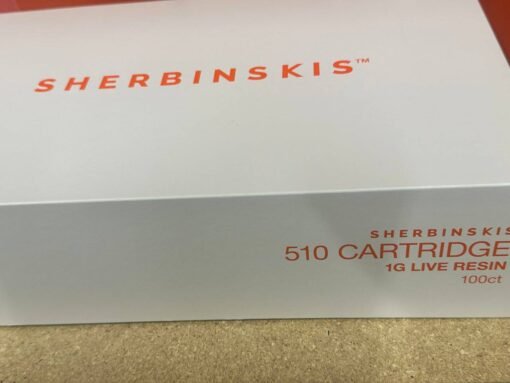 SHERBINSKIS™
SHERBINSKIS
510 CARTRIDGE
1G LIVE RESIN
100ct